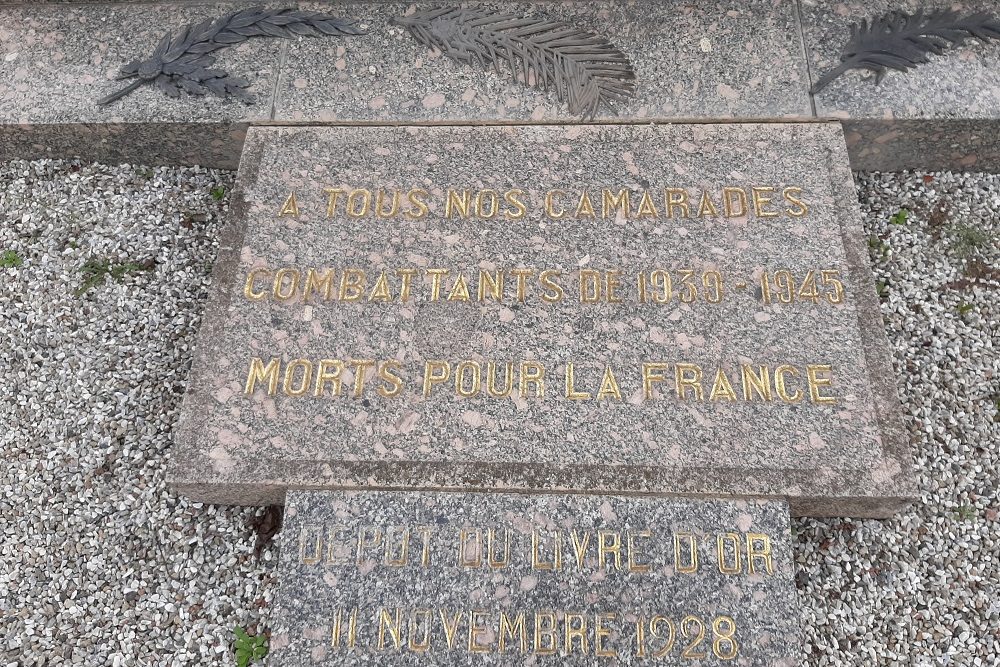 A TOUS NOS CAMARADES
COMBATTANTS DE 1939 - 1945
MORTS POUR LA FRANCE
DEPOT DU LIVRE D'OR
11 NOVEMBRE 1928